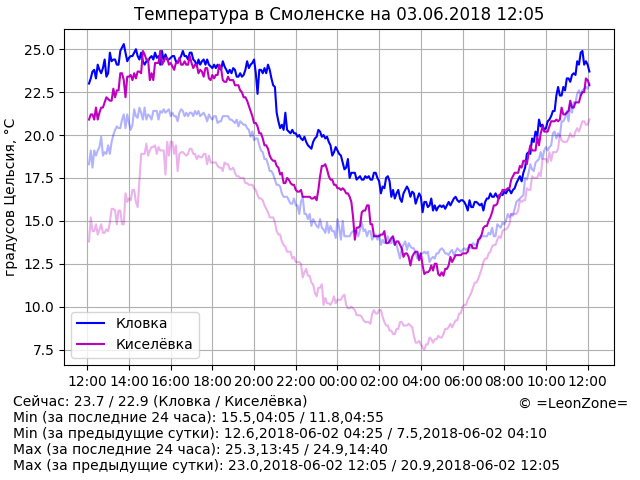 Температура в Смоленске на 03.06.2018 12:05
градусов Цельсия, °C
25.0
22.5
20.0
17.5
15.0
12.5
10.0
7.5
Кловка
Киселёвка
12:00 14:00 16:00 18:00 20:00 22:00 00:00 02:00 04:00 06:00 08:00 10:00 12:00
Сейчас: 23.7 / 22.9 (Кловка / Киселёвка)
© =LeonZone=
Min (за последние 24 часа): 15.5,04:05 / 11.8,04:55
Min (за предыдущие сутки): 12.6,2018-06-02 04:25 / 7.5,2018-06-02 04:10
Max (за последние 24 часа): 25.3,13:45 / 24.9,14:40
Max (за предыдущие сутки): 23.0,2018-06-02 12:05 / 20.9,2018-06-02 12:05